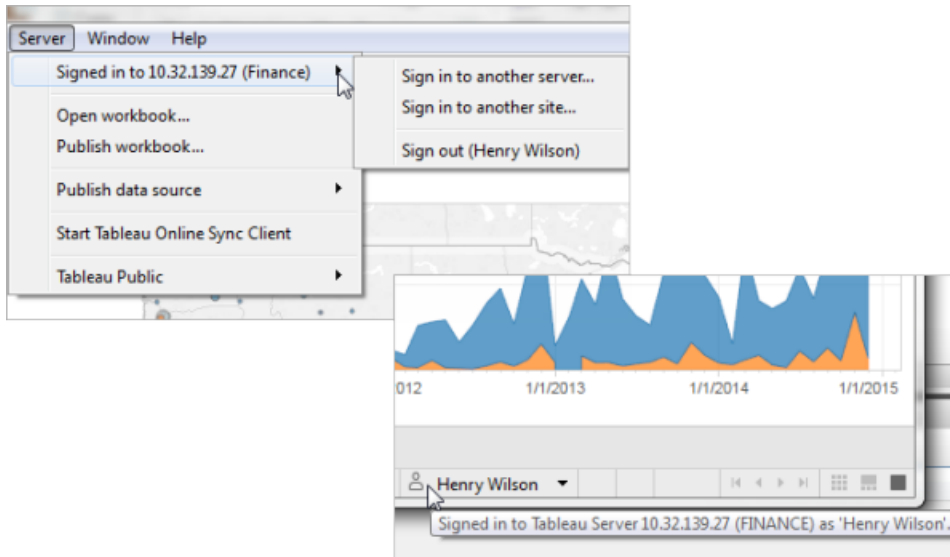 Server Window Help
Signed in to 10.32.139.27 (Finance)
Sign in to another server...
Sign in to another site...
Sign out (Henry Wilson)
Open workbook...
Publish workbook...
Publish data source
Start Tableau Online Sync Client
Tableau Public
012 1/1/2013 1/1/2014 1/1/2015
Henry Wilson
Signed in to Tableau Server 10.32.139.27 (FINANCE) as 'Henry Wilson'.